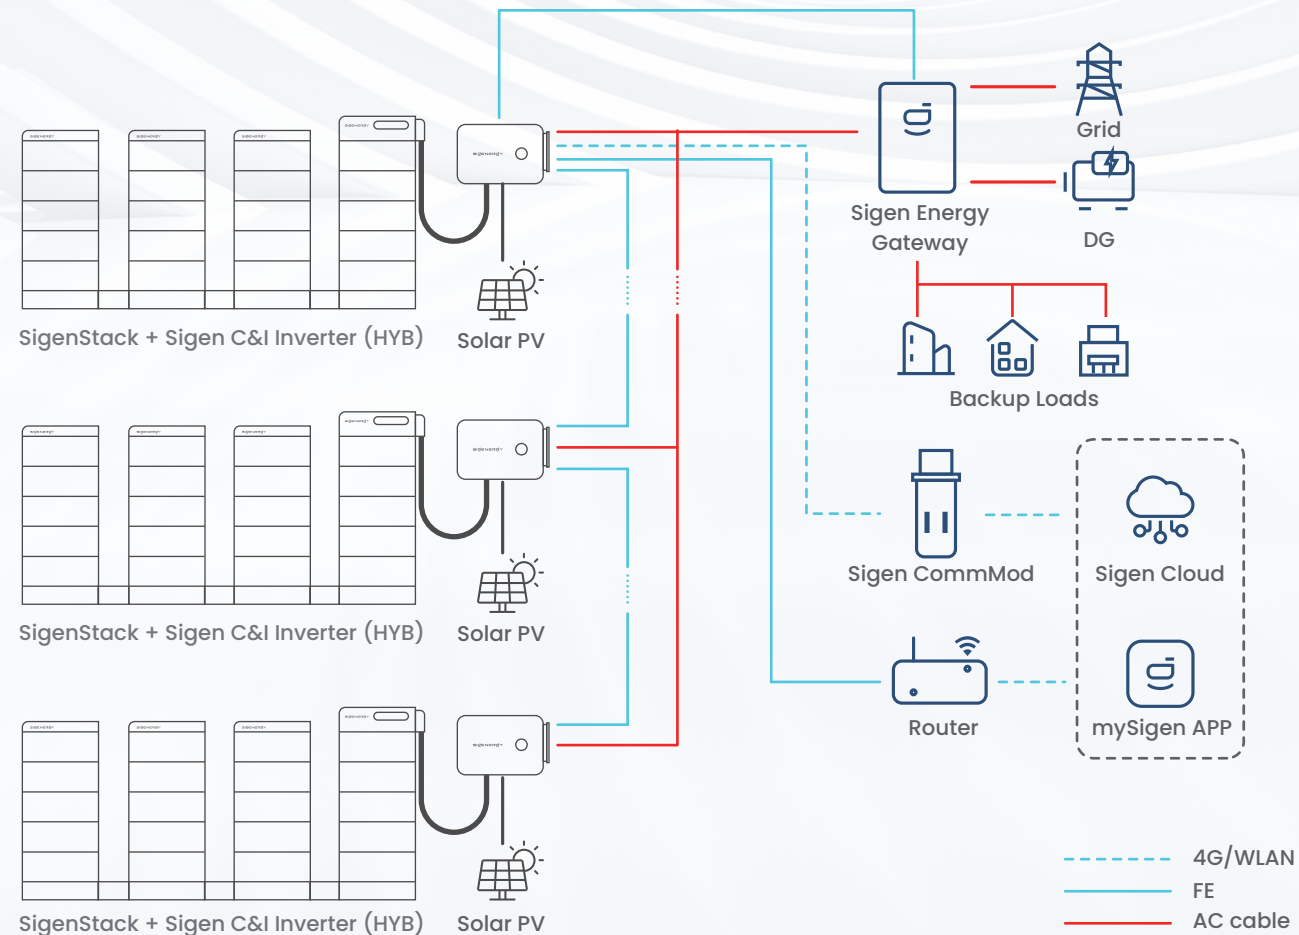 Grid
Sigen Energy
Gateway
DG
SigenStack + Sigen C&I Inverter (HYB)
Solar PV
Backup Loads
Sigen CommMod
Sigen Cloud
SigenStack + Sigen C&I Inverter (HYB)
Solar PV
Router
mySigen APP
4G/WLAN
FE
SigenStack + Sigen C&I Inverter (HYB)
Solar PV
AC cable